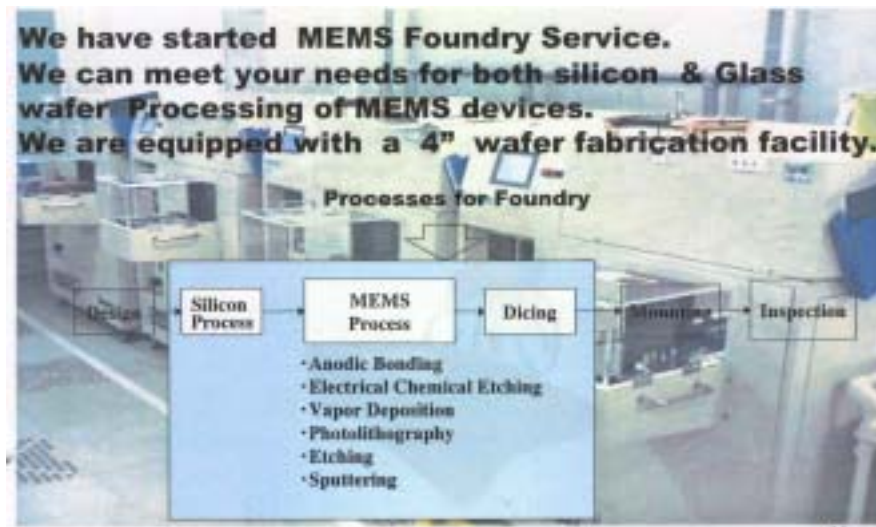 We have started MEMS Foundry Service.
We can meet your needs for both silicon & Glass
wafer Processing of MEMS devices.
We are equipped with a 4” wafer fabrication facility.
Processes for Foundry
Design
Silicon
Process
MEMS
Process
Dicing
Mounting
Inspection
・Anodic Bonding
・Electrical Chemical Etching
・Vapor Deposition
・Photolithography
・Etching
・Sputtering